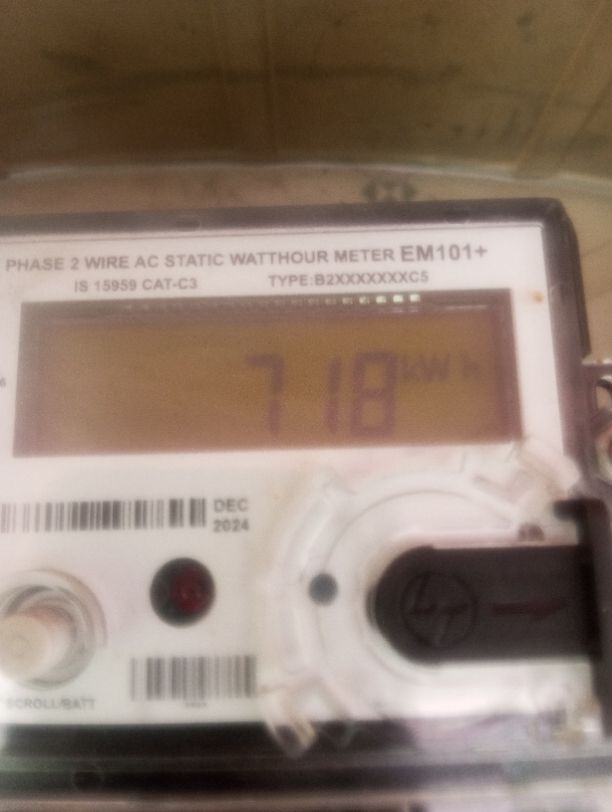 PHASE 2 WIRE AC STATIC WATTHOUR METER EM101+
IS 15959 CAT-C3 TYPE:B2XXXXXXXC5
718 kWh
DEC
2024
SCROLL/BATT